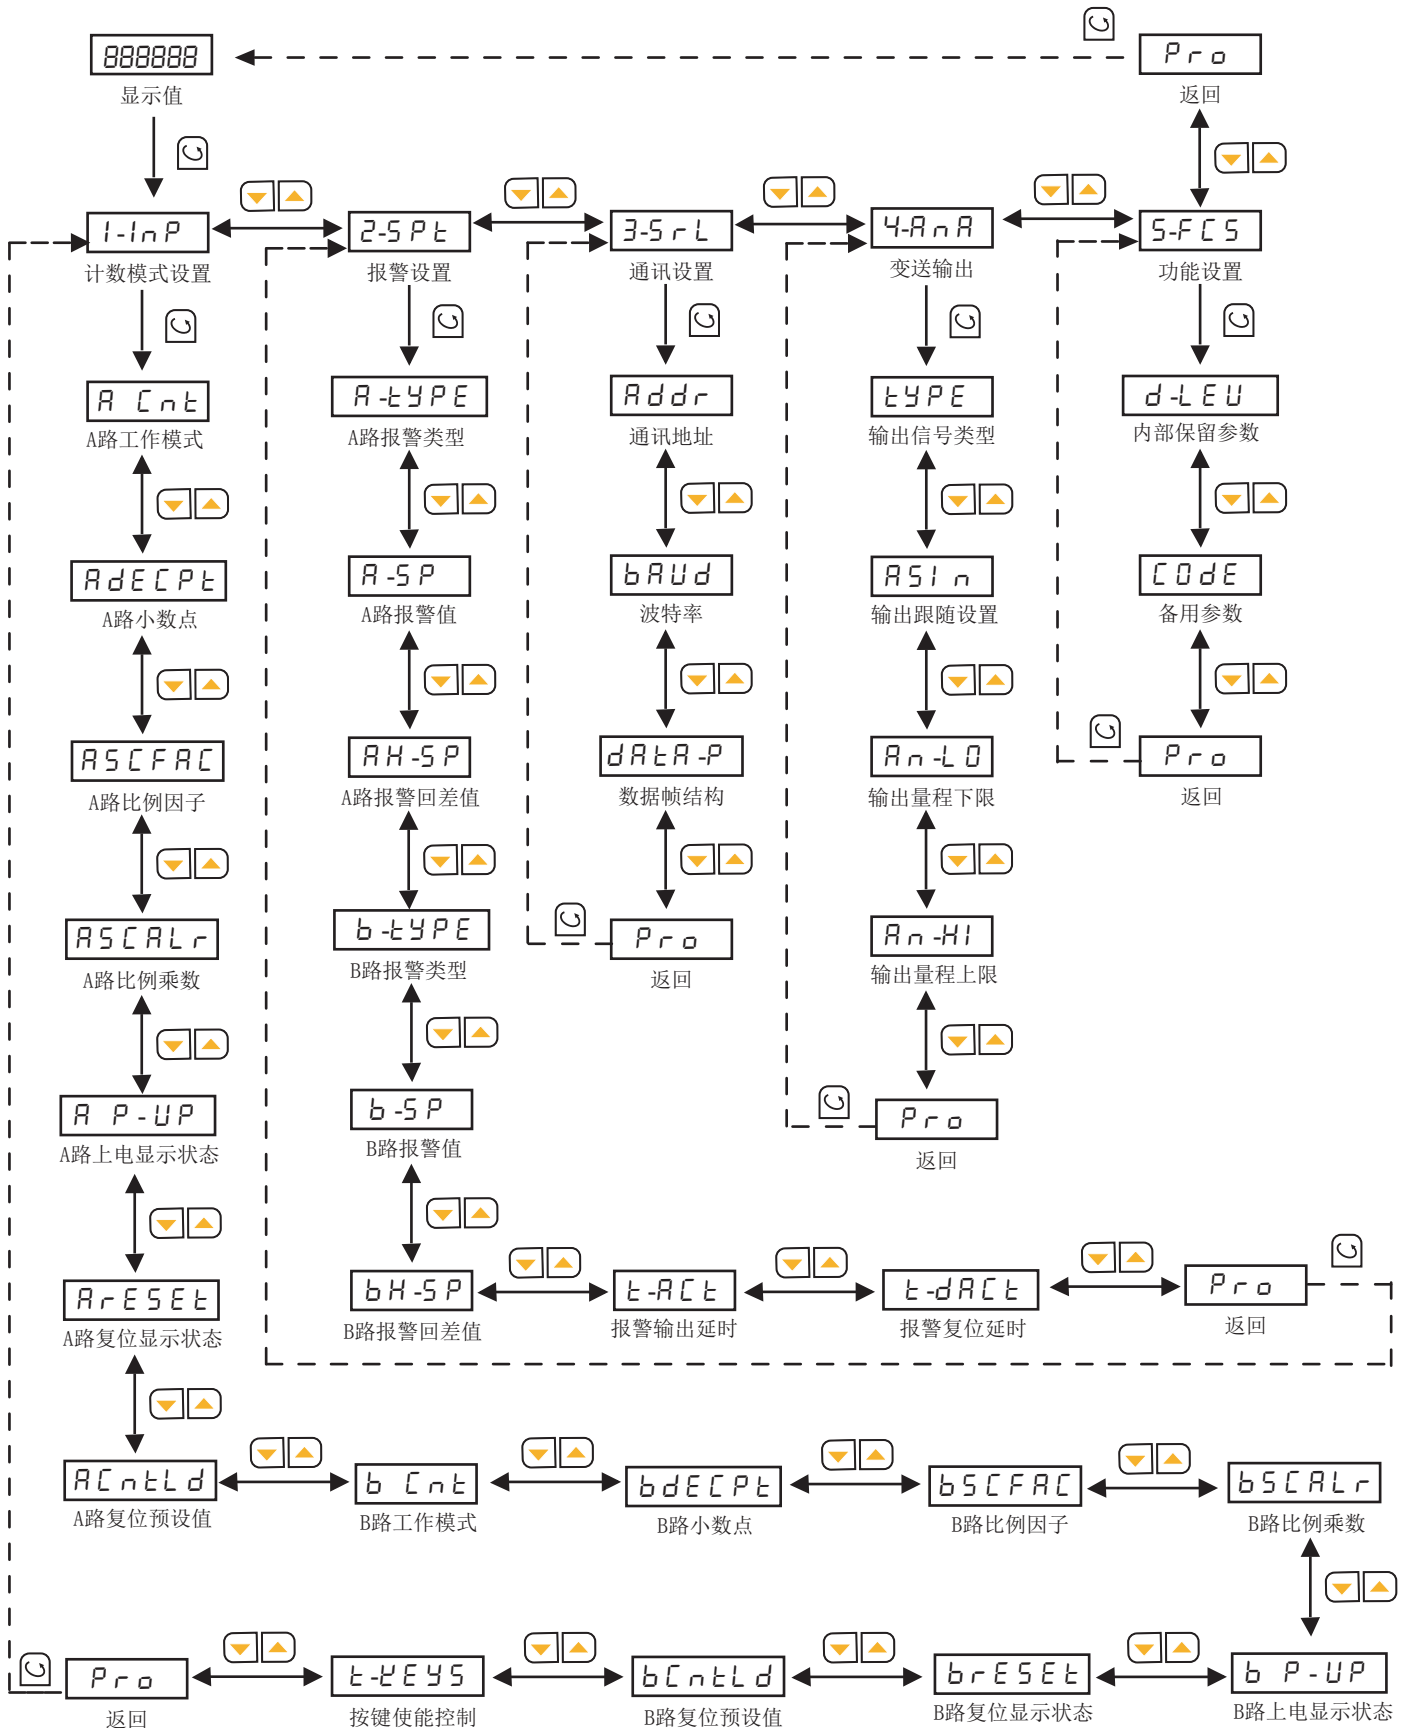 888888
Pro
显示值
返回
1-InP
2-SPt
3-SrL
4-AnA
5-FCS
计数模式设置
报警设置
通讯设置
变送输出
功能设置
A Cnt
A-tYPE
Addr
tYPE
d-LEU
A路工作模式
A路报警类型
通讯地址
输出信号类型
内部保留参数
AdECPt
A-SP
bAUd
ASIn
C0dE
A路小数点
A路报警值
波特率
输出跟随设置
备用参数
ASCFAC
AH-SP
dAtA-P
An-L0
Pro
A路比例因子
A路报警回差值
数据帧结构
输出量程下限
返回
ASCALr
b-tYPE
Pro
An-HI
A路比例乘数
B路报警类型
返回
输出量程上限
A P-UP
b-SP
Pro
A路上电显示状态
B路报警值
返回
ArESEt
bH-SP
t-ACt
t-dACt
Pro
A路复位显示状态
B路报警回差值
报警输出延时
报警复位延时
返回
ACntLd
b Cnt
bdECPt
bSCFAC
bSCALr
A路复位预设值
B路工作模式
B路小数点
B路比例因子
B路比例乘数
Pro
t-KEYS
bCntLd
brESEt
b P-UP
返回
按键使能控制
B路复位预设值
B路复位显示状态
B路上电显示状态